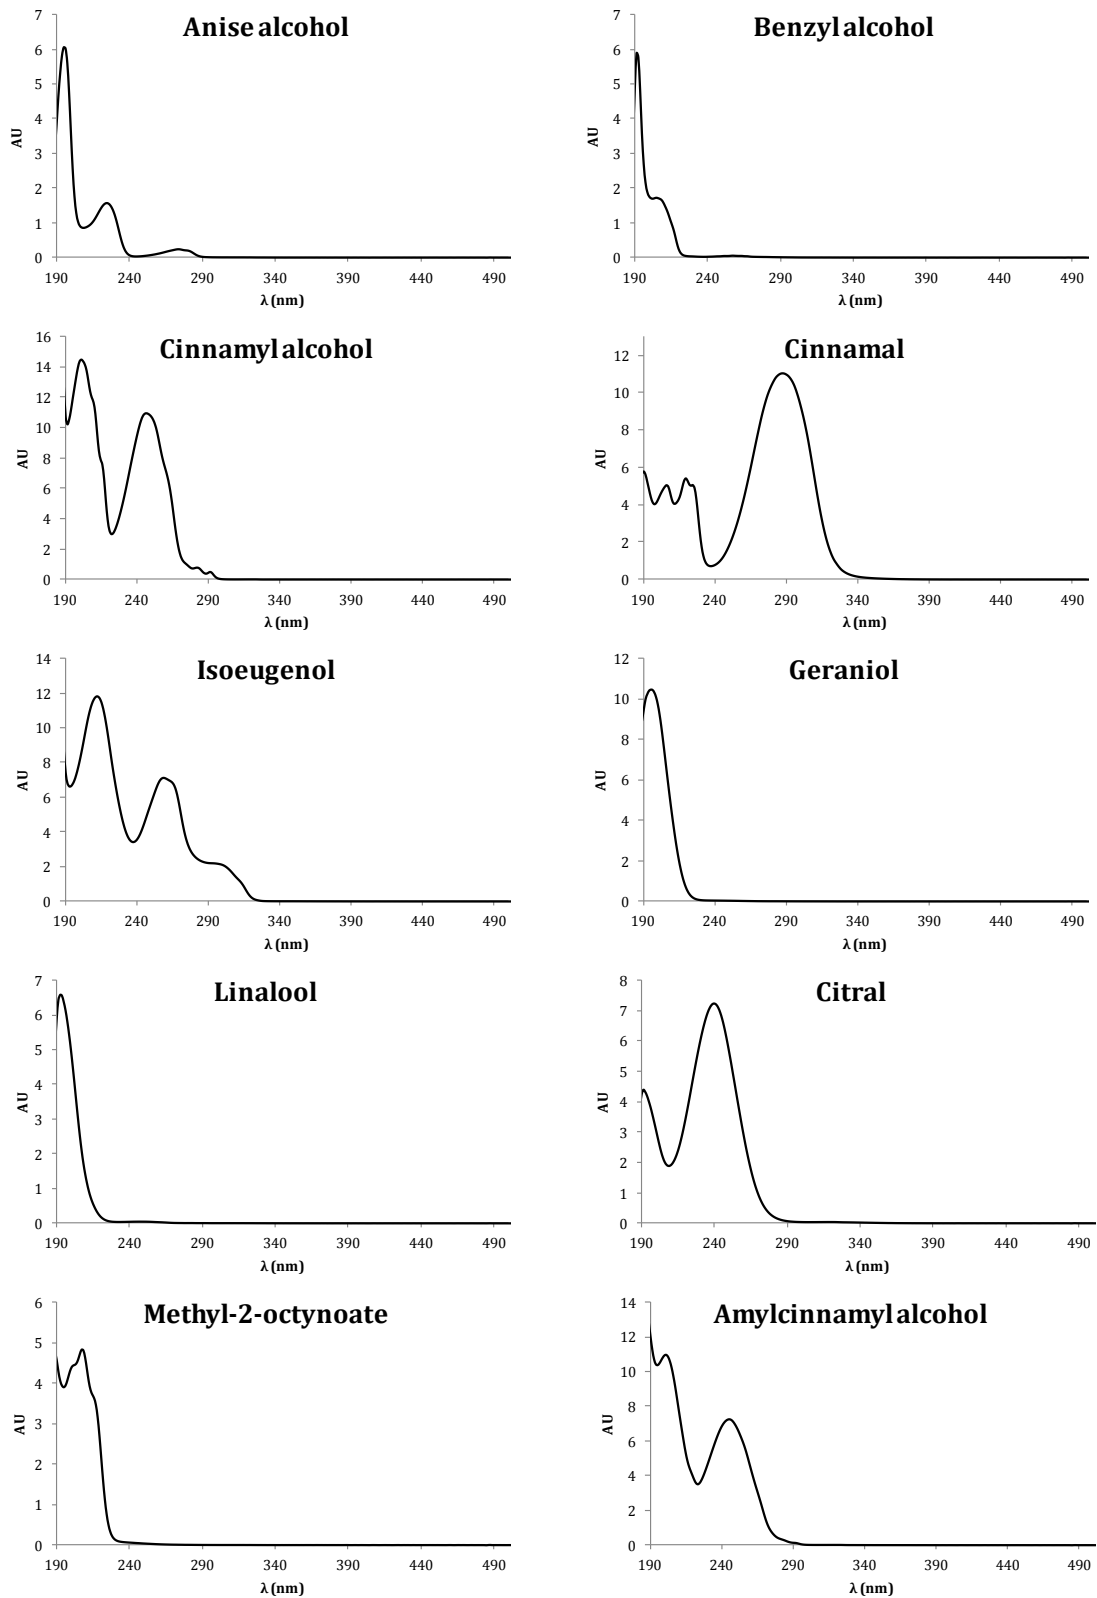 Anise alcohol
7
6
5
4
3
2
1
0
AU
190 240 290 340 390 440 490
λ (nm)
Benzyl alcohol
7
6
5
4
3
2
1
0
AU
190 240 290 340 390 440 490
λ (nm)
Cinnamyl alcohol
16
14
12
10
8
6
4
2
0
AU
190 240 290 340 390 440 490
λ (nm)
Cinnamal
12
10
8
6
4
2
0
AU
190 240 290 340 390 440 490
λ (nm)
Isoeugenol
14
12
10
8
6
4
2
0
AU
190 240 290 340 390 440 490
λ (nm)
Geraniol
12
10
8
6
4
2
0
AU
190 240 290 340 390 440 490
λ (nm)
Linalool
7
6
5
4
3
2
1
0
AU
190 240 290 340 390 440 490
λ (nm)
Citral
8
7
6
5
4
3
2
1
0
AU
190 240 290 340 390 440 490
λ (nm)
Methyl-2-octynoate
6
5
4
3
2
1
0
AU
190 240 290 340 390 440 490
λ (nm)
Amylcinnamyl alcohol
14
12
10
8
6
4
2
0
AU
190 240 290 340 390 440 490
λ (nm)